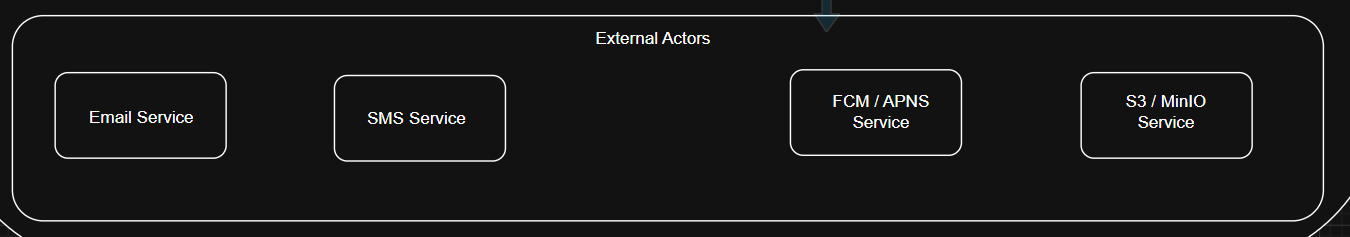 External Actors
Email Service
SMS Service
FCM / APNS
Service
S3 / MinIO
Service